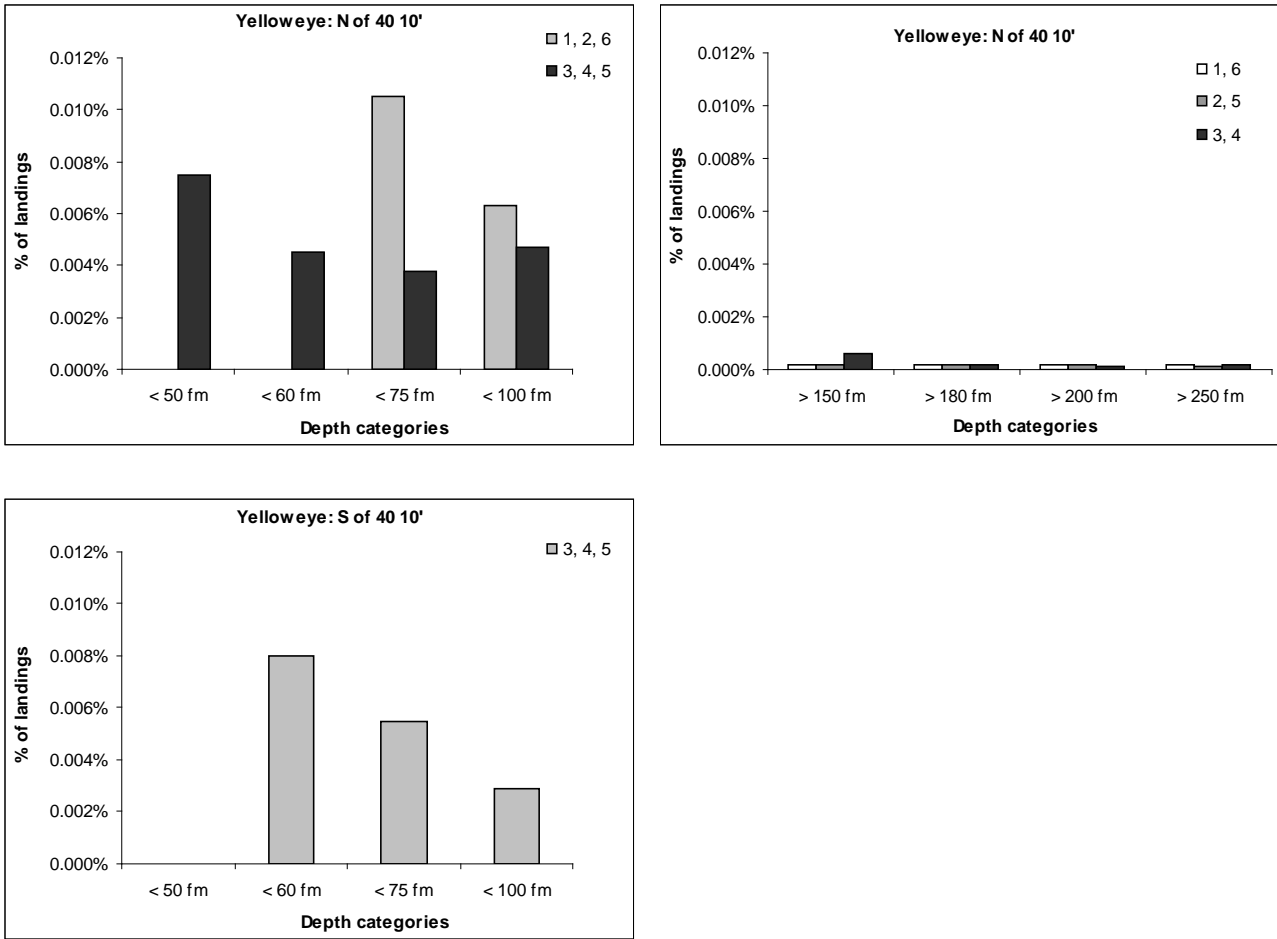 Yelloweye: N of 40 10'
1, 2, 6
3, 4, 5
0.012%
0.010%
0.008%
0.006%
0.004%
0.002%
0.000%
% of landings
< 50 fm < 60 fm < 75 fm < 100 fm
Depth categories
Yelloweye: N of 40 10'
1, 6
2, 5
3, 4
0.012%
0.010%
0.008%
0.006%
0.004%
0.002%
0.000%
% of landings
> 150 fm > 180 fm > 200 fm > 250 fm
Depth categories
Yelloweye: S of 40 10'
3, 4, 5
0.012%
0.010%
0.008%
0.006%
0.004%
0.002%
0.000%
% of landings
< 50 fm < 60 fm < 75 fm < 100 fm
Depth categories